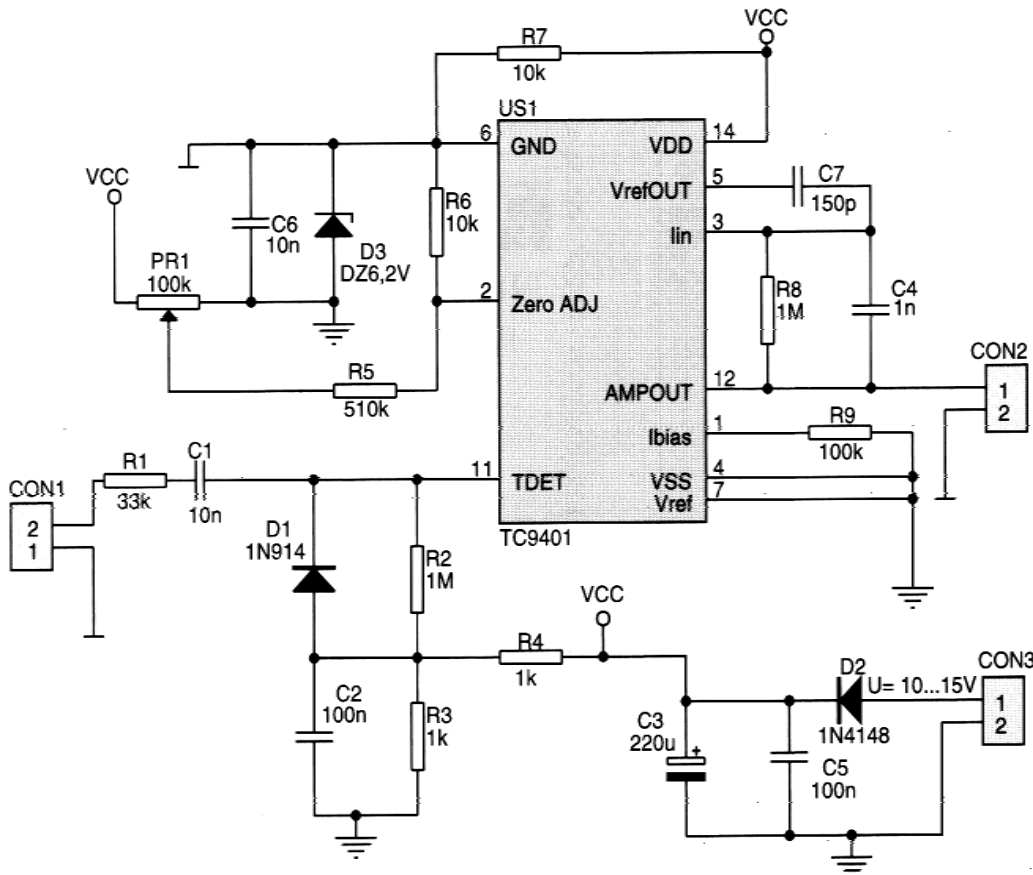 VCC
R7
10k
US1
6
GND
VDD
14
VCC
VrefOUT
5
C7
150p
R6
10k
C6
10n
D3
DZ6,2V
Iin
3
PR1
100k
2
Zero ADJ
R8
1M
C4
1n
R5
510k
AMPOUT
12
CON2
1
2
Ibias
1
R9
100k
CON1
2
1
R1
33k
C1
10n
11
TDET
VSS
4
Vref
7
TC9401
D1
1N914
R2
1M
VCC
R4
1k
C2
100n
R3
1k
C3
220u
+
D2
1N4148
U= 10...15V
CON3
1
2
C5
100n